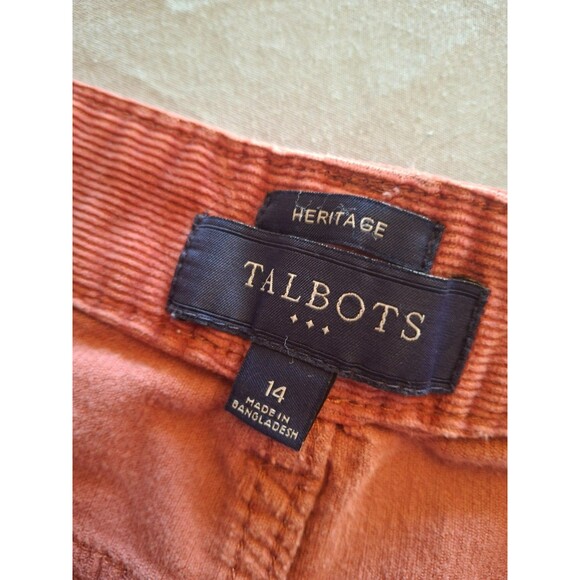 HERITAGE
TALBOTS
14
MADE IN
BANGLADESH